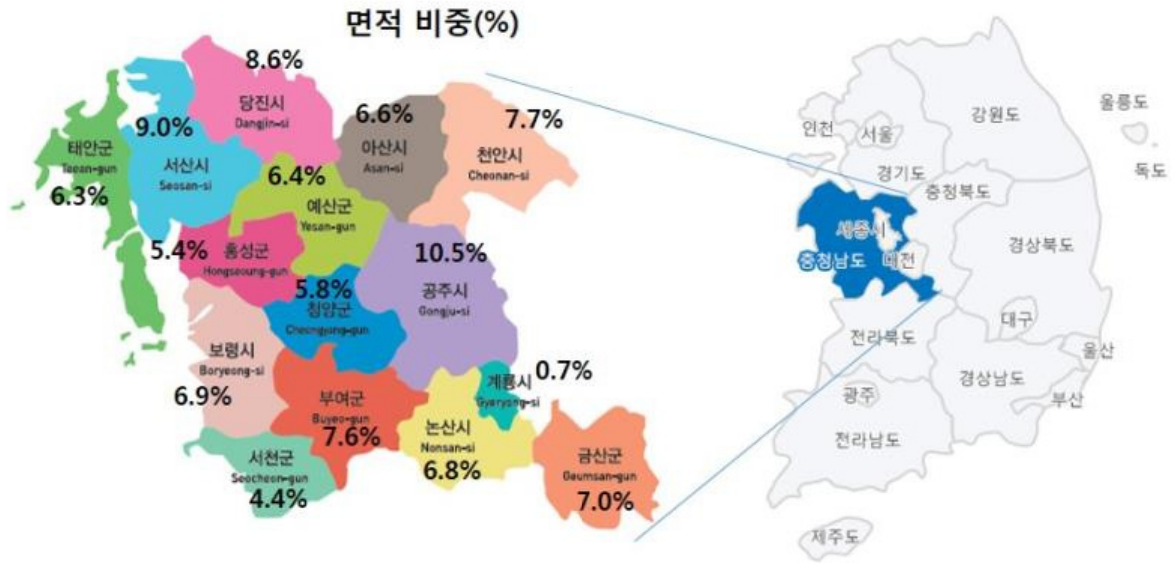 면적 비중(%)
8.6%
당진시
Dangjin-si
9.0%
서산시
Seosan-si
태안군
Taean-gun
6.3%
6.6%
아산시
Asan-si
7.7%
천안시
Cheonan-si
6.4%
예산군
Yesan-gun
5.4%
홍성군
Hongseoung-gun
10.5%
공주시
Gongju-si
5.8%
청양군
Cheongyang-gun
보령시
Boryeong-si
6.9%
부여군
Buyeo-gun
7.6%
계룡시
Gyeryong-si
0.7%
논산시
Nonsan-si
6.8%
서천군
Seocheon-gun
4.4%
금산군
Geumsan-gun
7.0%
인천
서울
경기도
강원도
울릉도
독도
충청북도
세종시
충청남도
대전
경상북도
전라북도
대구
울산
경상남도
부산
광주
전라남도
제주도